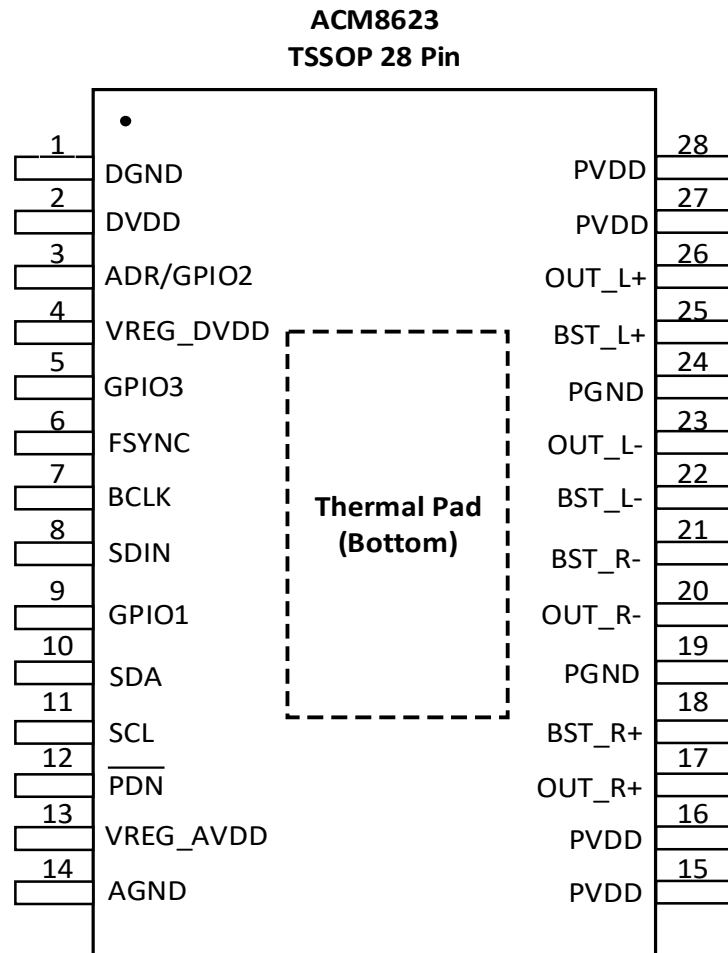 ACM8623
TSSOP 28 Pin
1
DGND
2
DVDD
3
ADR/GPIO2
4
VREG_DVDD
5
GPIO3
6
FSYNC
7
BCLK
8
SDIN
9
GPIO1
10
SDA
11
SCL
12
PDN
13
VREG_AVDD
14
AGND
Thermal Pad
(Bottom)
28
PVDD
27
PVDD
26
OUT_L+
25
BST_L+
24
PGND
23
OUT_L-
22
BST_L-
21
BST_R-
20
OUT_R-
19
PGND
18
BST_R+
17
OUT_R+
16
PVDD
15
PVDD